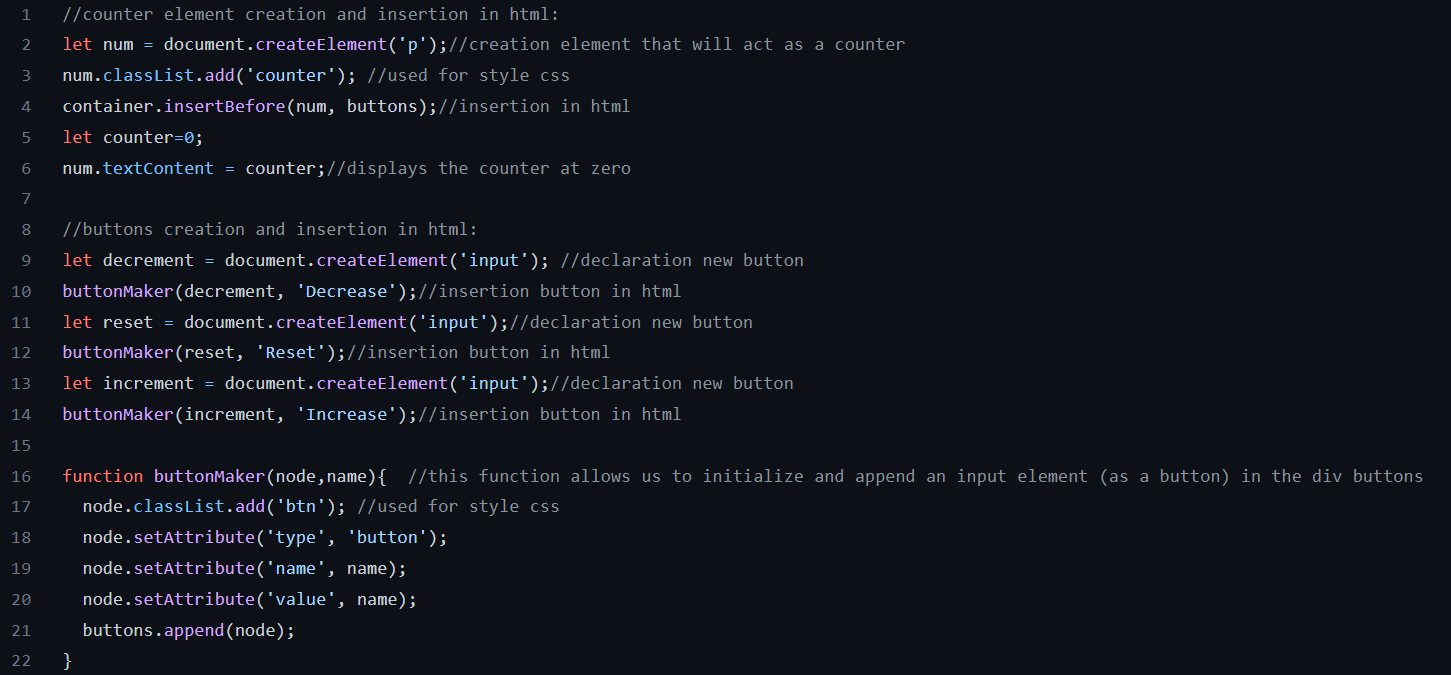 1 //counter element creation and insertion in html:
2 let num = document.createElement('p');//creation element that will act as a counter
3 num.classList.add('counter'); //used for style css
4 container.insertBefore(num, buttons);//insertion in html
5 let counter=0;
6 num.textContent = counter;//displays the counter at zero
7
8 //buttons creation and insertion in html:
9 let decrement = document.createElement('input'); //declaration new button
10 buttonMaker(decrement, 'Decrease');//insertion button in html
11 let reset = document.createElement('input');//declaration new button
12 buttonMaker(reset, 'Reset');//insertion button in html
13 let increment = document.createElement('input');//declaration new button
14 buttonMaker(increment, 'Increase');//insertion button in html
15
16 function buttonMaker(node,name){  //this function allows us to initialize and append an input element (as a button) in the div buttons
17   node.classList.add('btn'); //used for style css
18   node.setAttribute('type', 'button');
19   node.setAttribute('name', name);
20   node.setAttribute('value', name);
21   buttons.append(node);
22 }